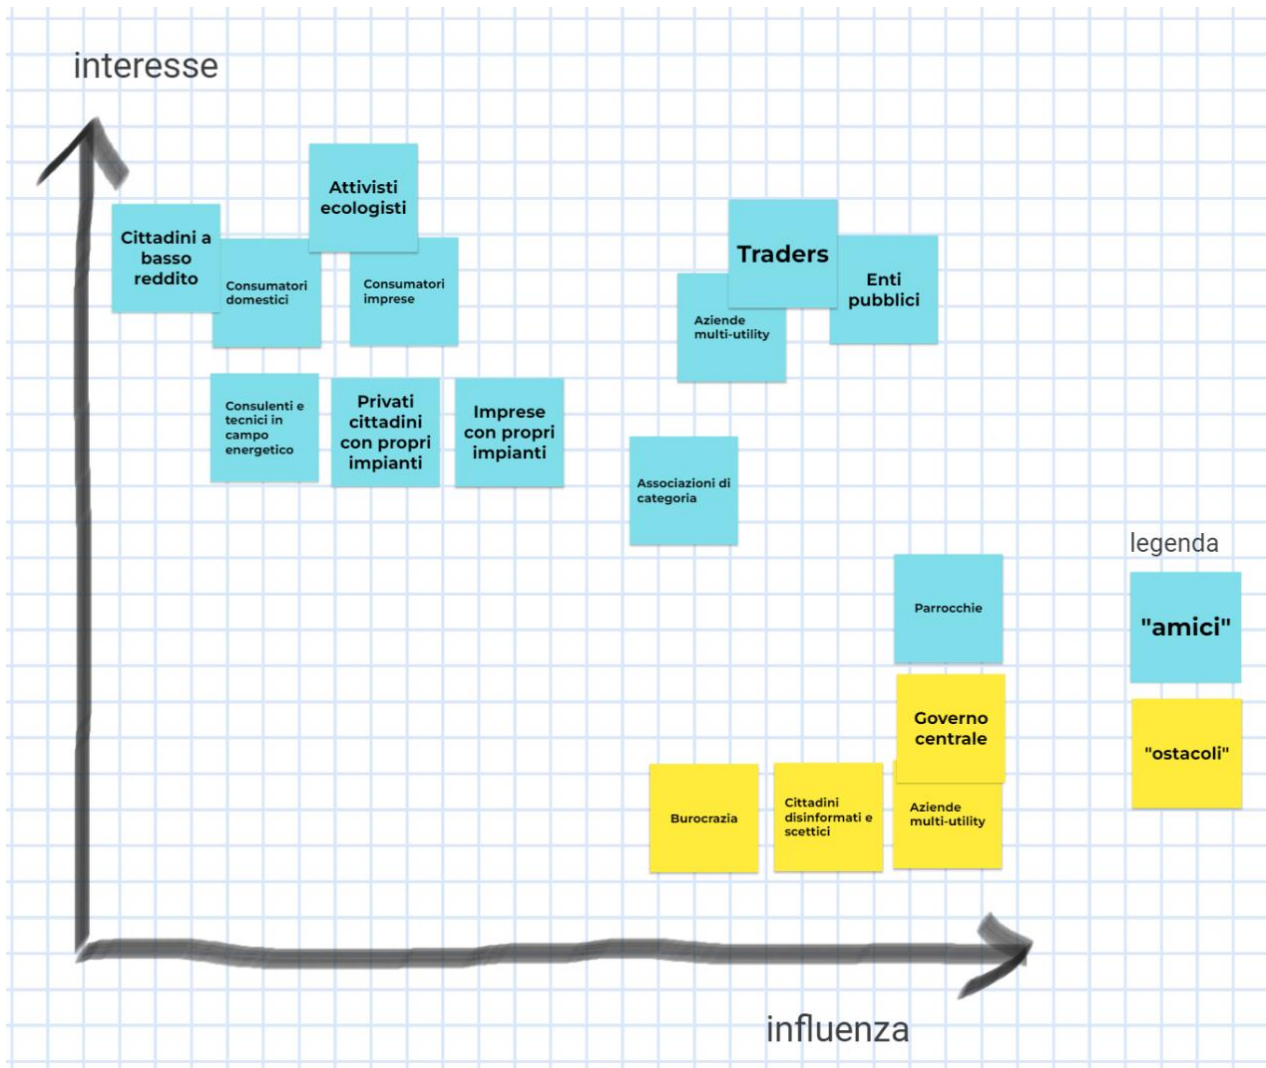 interesse
Attivisti
ecologisti
Cittadini a
basso
reddito
Consumatori
domestici
Consumatori
imprese
Traders
Enti
pubblici
Aziende
multi-utility
Consulenti e
tecnici in
campo
energetico
Privati
cittadini
con propri
impianti
Imprese
con propri
impianti
Associazioni di
categoria
legenda
Parrocchie
"amici"
Governo
centrale
"ostacoli"
Burocrazia
Cittadini
disinformati e
scettici
Aziende
multi-utility
influenza